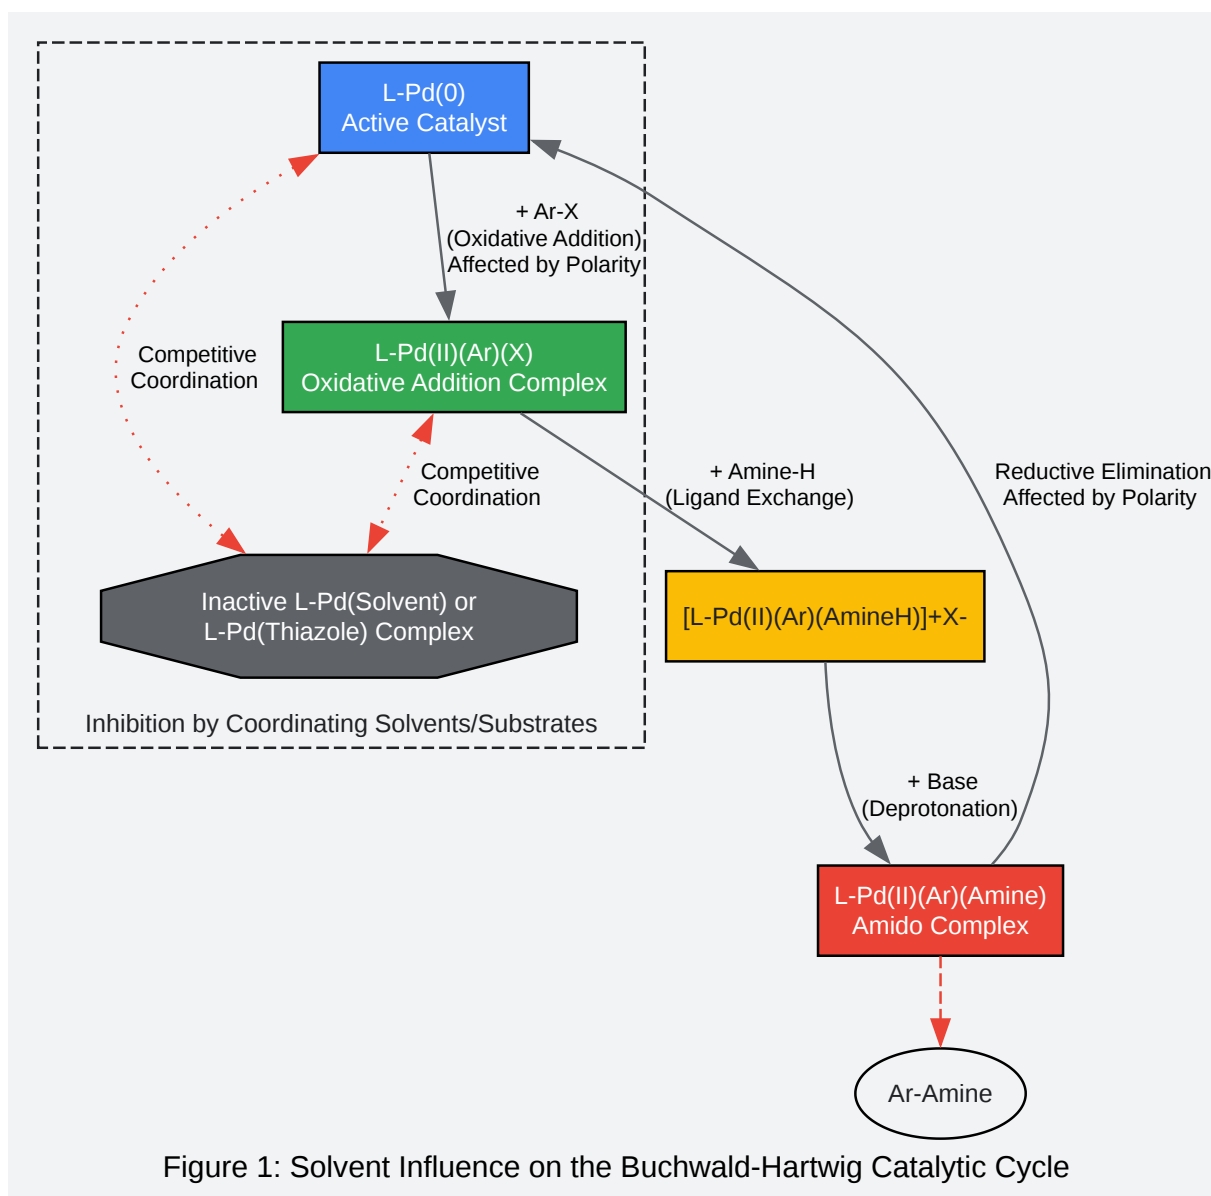 L-Pd(0)
Active Catalyst
+ Ar-X
(Oxidative Addition)
Affected by Polarity
Competitive
Coordination
L-Pd(II)(Ar)(X)
Oxidative Addition Complex
Competitive
Coordination
+ Amine-H
(Ligand Exchange)
Reductive Elimination
Affected by Polarity
Inactive L-Pd(Solvent) or
L-Pd(Thiazole) Complex
[L-Pd(II)(Ar)(AmineH)]+X-
Inhibition by Coordinating Solvents/Substrates
+ Base
(Deprotonation)
L-Pd(II)(Ar)(Amine)
Amido Complex
Ar-Amine
Figure 1: Solvent Influence on the Buchwald-Hartwig Catalytic Cycle